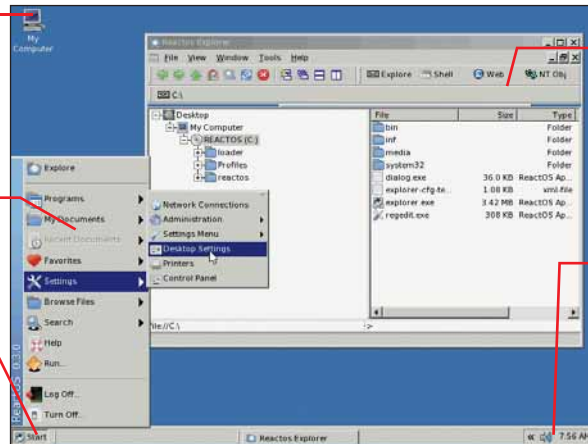 My
Computer
Reactos Explorer
File View Window Tools Help
Explore Shell Web NT Obj
C:\
Desktop
My Computer
REACTOS (C:)
loader
Profiles
reactos
File Size Type
bin Folder
inf Folder
media Folder
system32 Folder
dialog.exe 36.0 KB ReactOS Ap...
explorer-cfg-te... 1.08 KB xml-file
explorer.exe 3.42 MB ReactOS Ap...
regedit.exe 308 KB ReactOS Ap...
file://C:\
:>
Explore
Programs
My Documents
Recent Documents
Favorites
Settings
Browse Files
Search
Help
Run...
Log Off...
Turn Off...
ReactOS 0.3.0
Network Connections
Administration
Settings Menu
Desktop Settings
Printers
Control Panel
Start
Reactos Explorer
7:56 AM